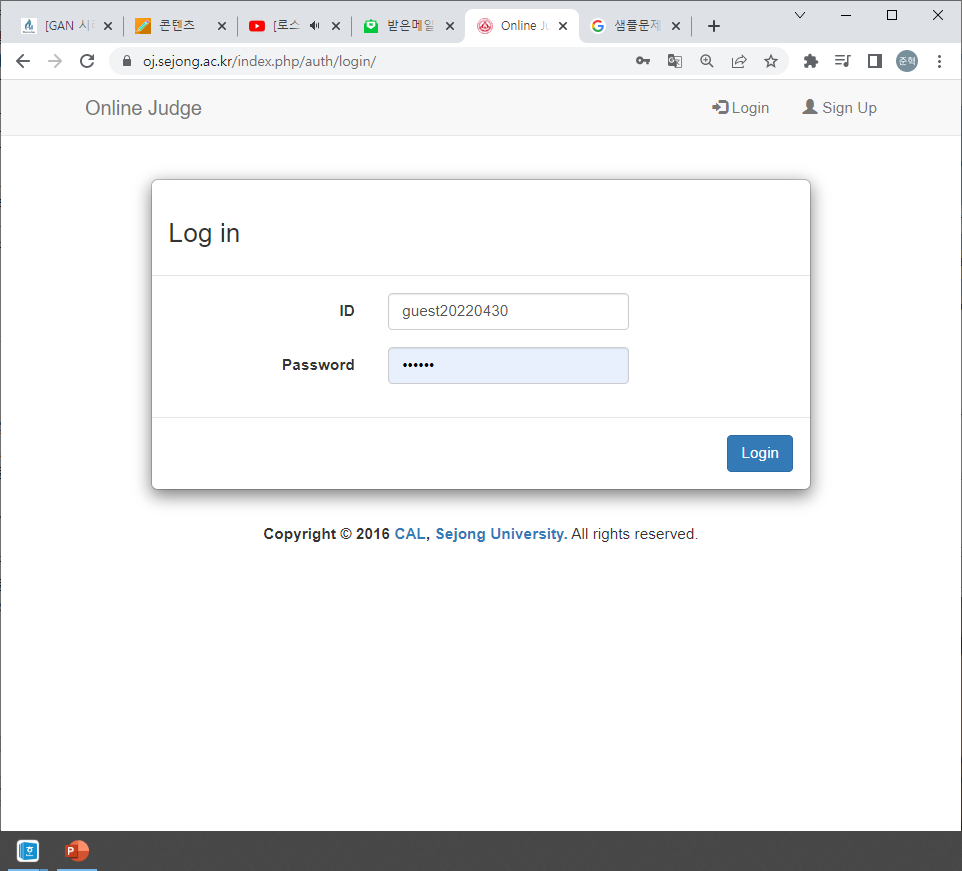 [GAN 시
콘텐츠
[로스
받은메일
Online Ju
샘플문제
oj.sejong.ac.kr/index.php/auth/login/
준혁
Online Judge
Login
Sign Up
Log in
ID
guest20220430
Password
••••••
Login
Copyright © 2016 CAL, Sejong University. All rights reserved.